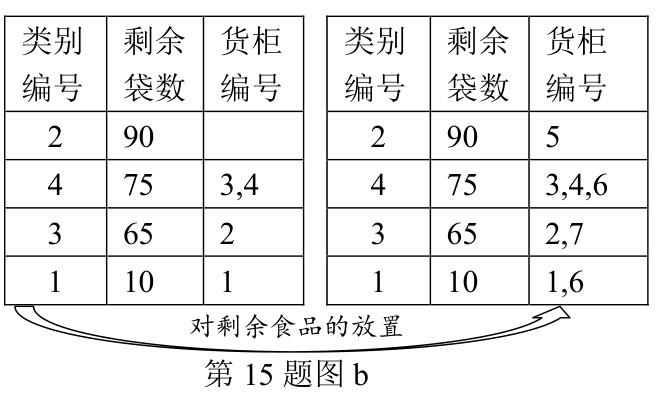 类别编号 剩余袋数 货柜编号
2 90
4 75 3,4
3 65 2
1 10 1
类别编号 剩余袋数 货柜编号
2 90 5
4 75 3,4,6
3 65 2,7
1 10 1,6
对剩余食品的放置
第 15 题图 b